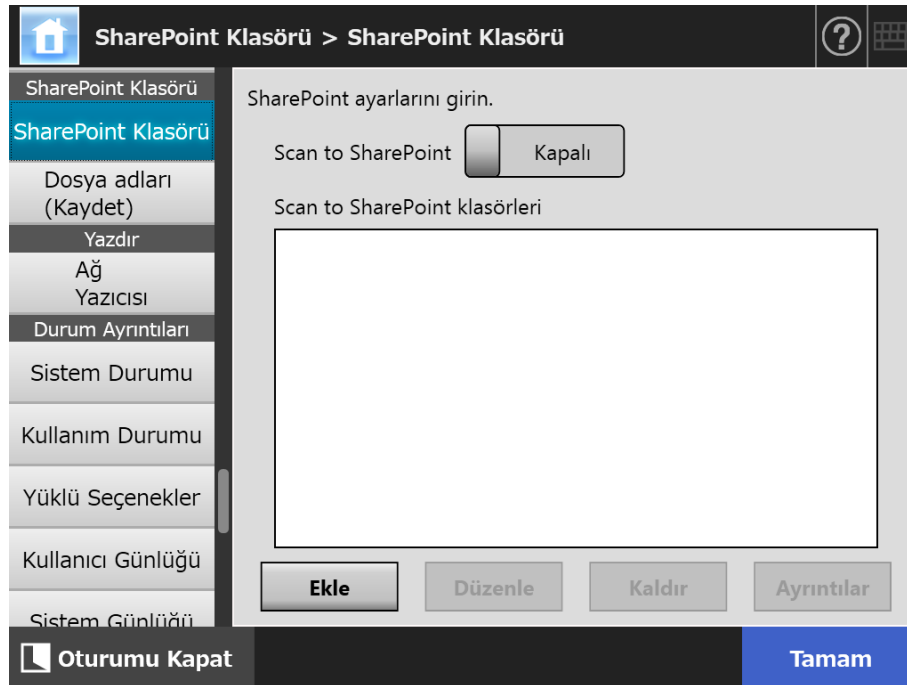 SharePoint Klasörü > SharePoint Klasörü
?
SharePoint Klasörü
SharePoint Klasörü
Dosya adları
(Kaydet)
Yazdır
Ağ
Yazıcısı
Durum Ayrıntıları
Sistem Durumu
Kullanım Durumu
Yüklü Seçenekler
Kullanıcı Günlüğü
Sistem Günlüğü
SharePoint ayarlarını girin.
Scan to SharePoint Kapalı
Scan to SharePoint klasörleri
Ekle Düzenle Kaldır Ayrıntılar
Oturumu Kapat Tamam